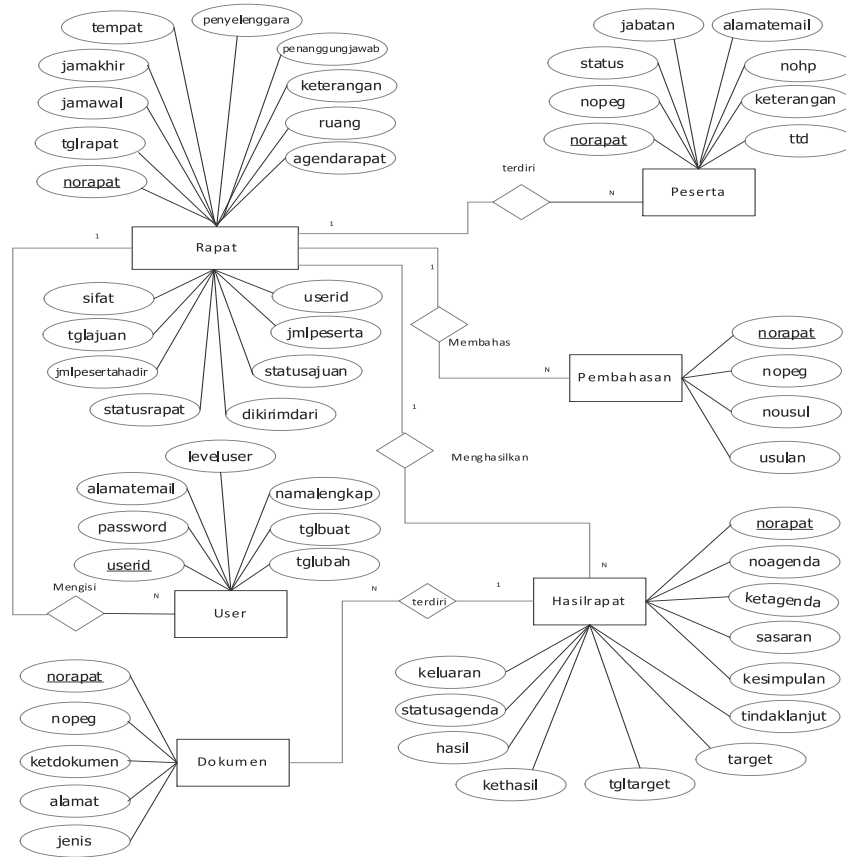 penyelenggara
tempat
penanggungjawab
jamakhir
keterangan
jamawal
ruang
tglrapat
agendarapat
norapat
jabatan
alamatemail
status
nohp
nopeg
keterangan
norapat
ttd
terdiri
N
Peserta
1
1
Rapat
1
1
sifat
userid
tglajuan
jmlpeserta
jmlpesertahadir
statusajuan
statusrapat
dikirimdari
Membahas
N
Pembahasan
norapat
nopeg
nousul
usulan
1
Menghasilkan
leveluser
alamatemail
namalengkap
password
tglbuat
userid
tglubah
Mengisi
N
User
N
terdiri
1
N
Hasilrapat
norapat
noagenda
ketagenda
sasaran
kesimpulan
tindaklanjut
target
tgltarget
kethasil
hasil
statusagenda
keluaran
norapat
nopeg
ketdokumen
alamat
jenis
Dokumen